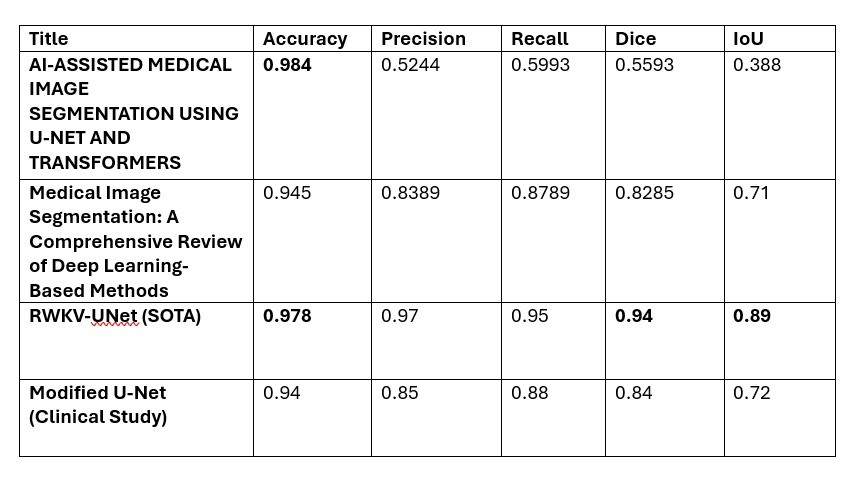 Title Accuracy Precision Recall Dice IoU
AI-ASSISTED MEDICAL 0.984 0.5244 0.5993 0.5593 0.388
IMAGE
SEGMENTATION USING
U-NET AND
TRANSFORMERS
Medical Image 0.945 0.8389 0.8789 0.8285 0.71
Segmentation: A
Comprehensive Review
of Deep Learning-
Based Methods
RWKV-UNet (SOTA) 0.978 0.97 0.95 0.94 0.89
Modified U-Net 0.94 0.85 0.88 0.84 0.72
(Clinical Study)